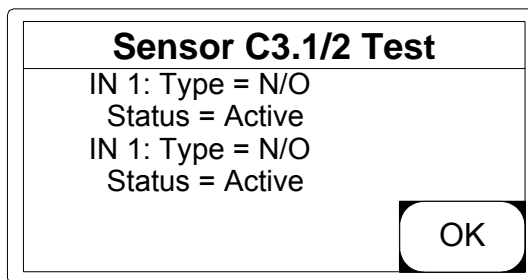 Sensor C3.1/2 Test
IN 1: Type = N/O
Status = Active
IN 1: Type = N/O
Status = Active
OK